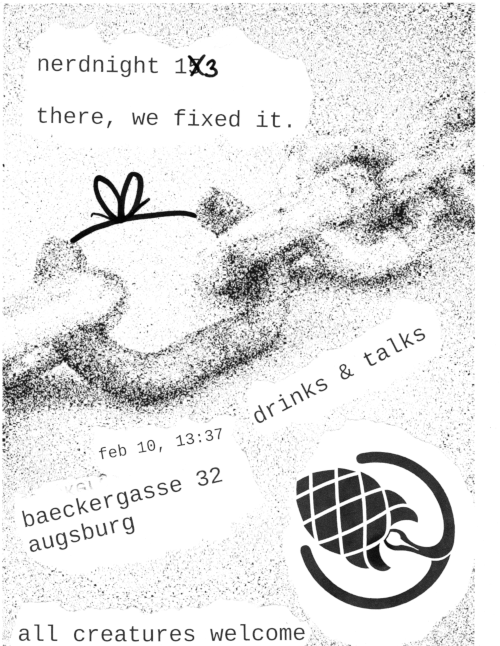 nerdnight 13
there, we fixed it.
drinks & talks
feb 10, 13:37
baeckergasse 32
augsburg
all creatures welcome